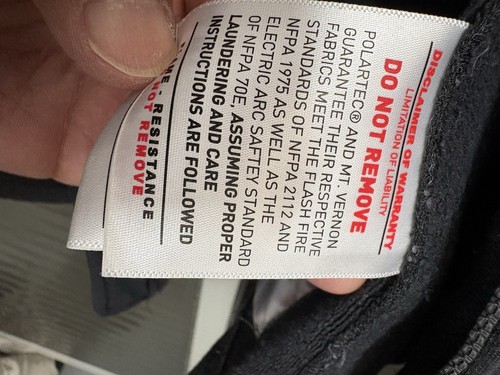 DISCLAIMER OF WARRANTY
LIMITATION OF LIABILITY
DO NOT REMOVE
POLARTEC® AND MT. VERNON
GUARANTEE THEIR RESPECTIVE
FABRICS MEET THE FLASH FIRE
STANDARDS OF NFPA 2112 AND
NFPA 1975 AS WELL AS THE
ELECTRIC ARC SAFTEY STANDARD
OF NFPA 70E, ASSUMING PROPER
LAUNDERING AND CARE
INSTRUCTIONS ARE FOLLOWED
RESISTANCE
NOT REMOVE